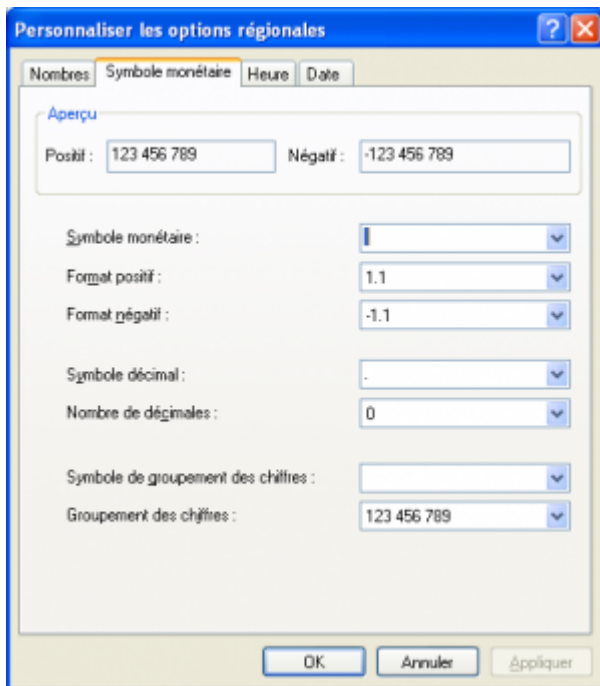 Personnaliser les options régionales
Nombres Symbole monétaire Heure Date
Aperçu
Positif : 123 456 789 Négatif : -123 456 789
Symbole monétaire :
Format positif : 1.1
Format négatif : -1.1
Symbole décimal : .
Nombre de décimales : 0
Symbole de groupement des chiffres :
Groupement des chiffres : 123 456 789
OK Annuler Appliquer